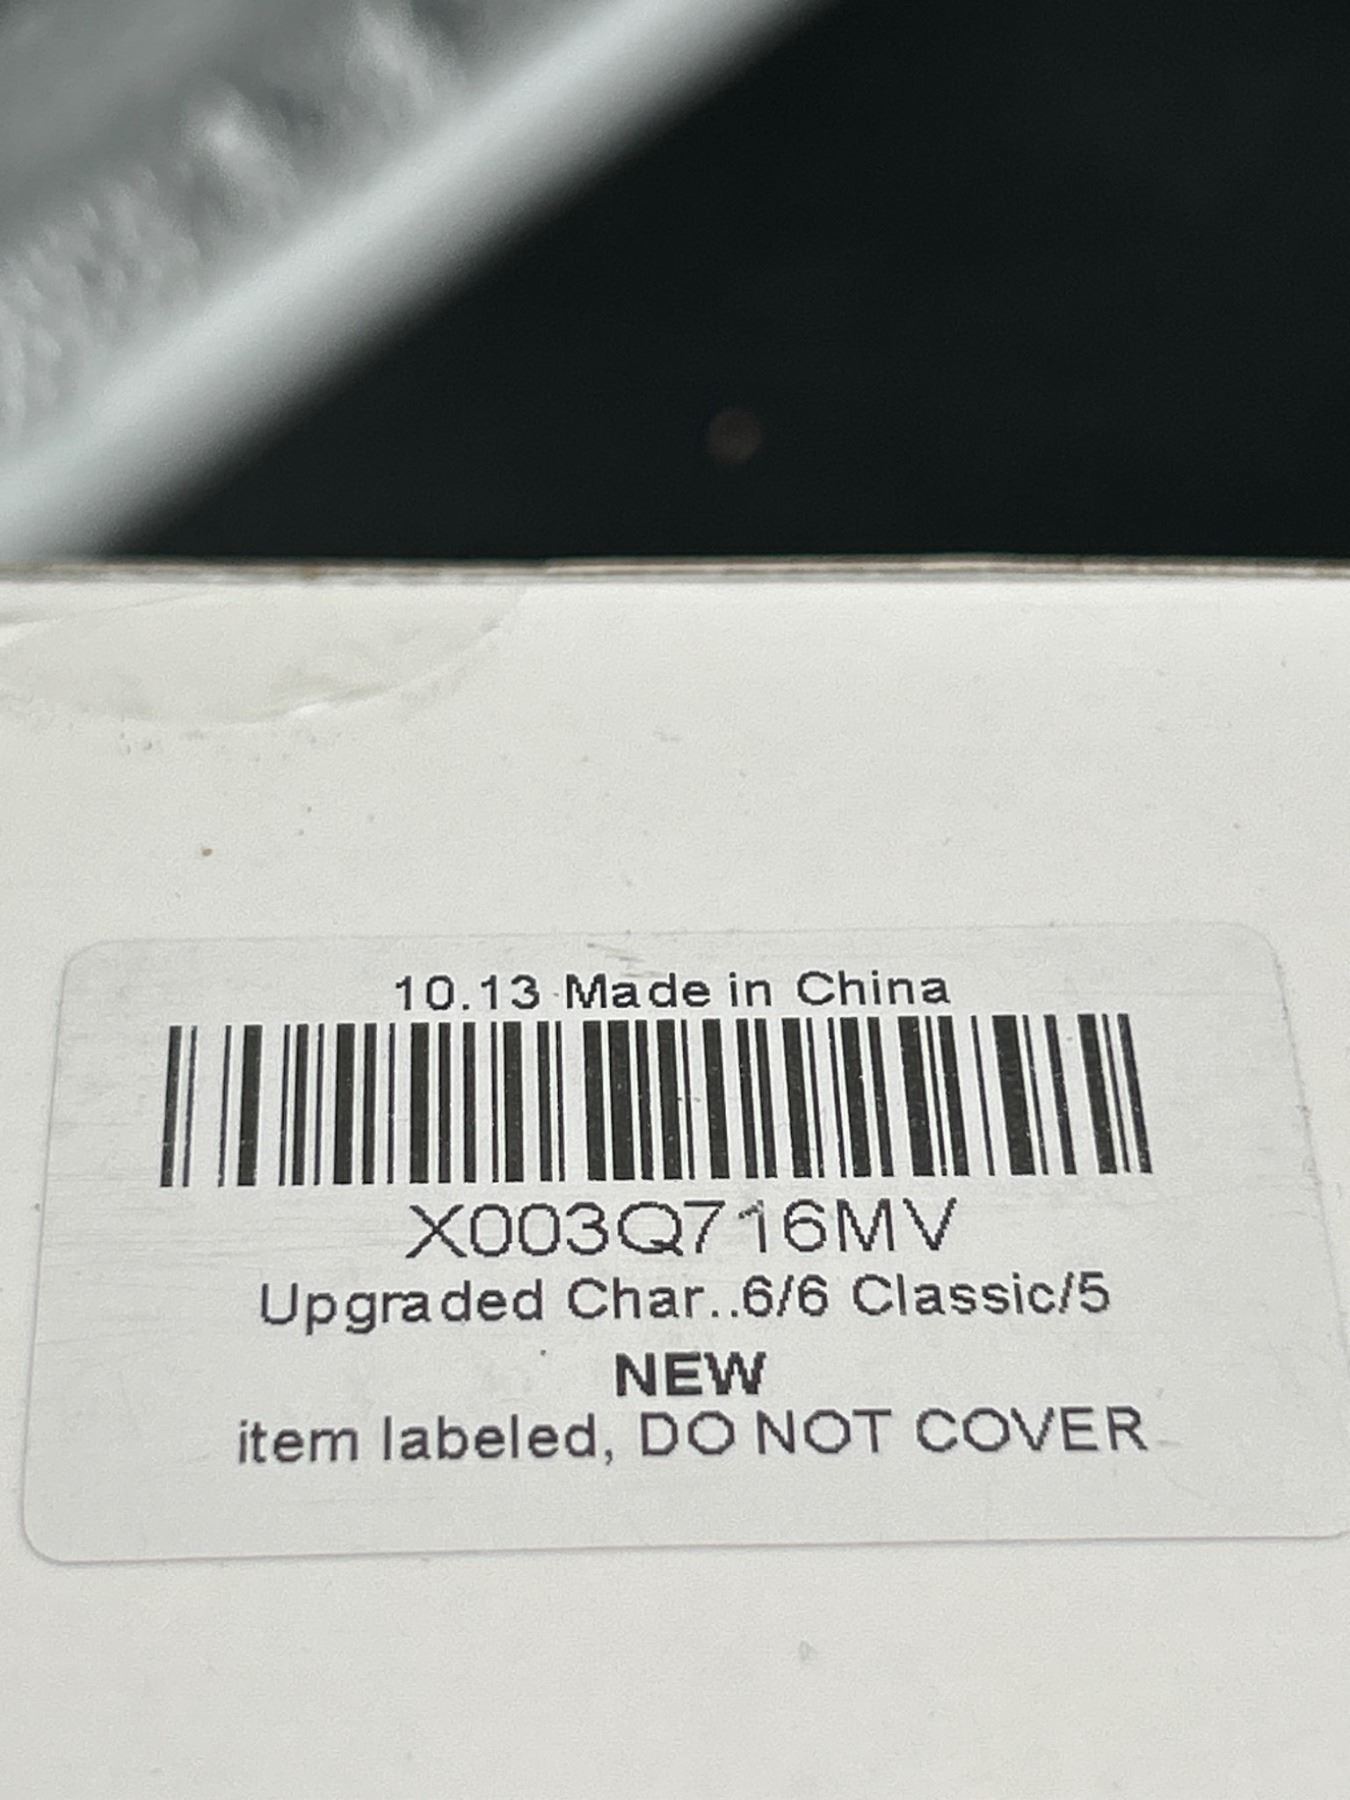 10.13 Made in China
X003Q716MV
Upgraded Char..6/6 Classic/5
NEW
item labeled, DO NOT COVER